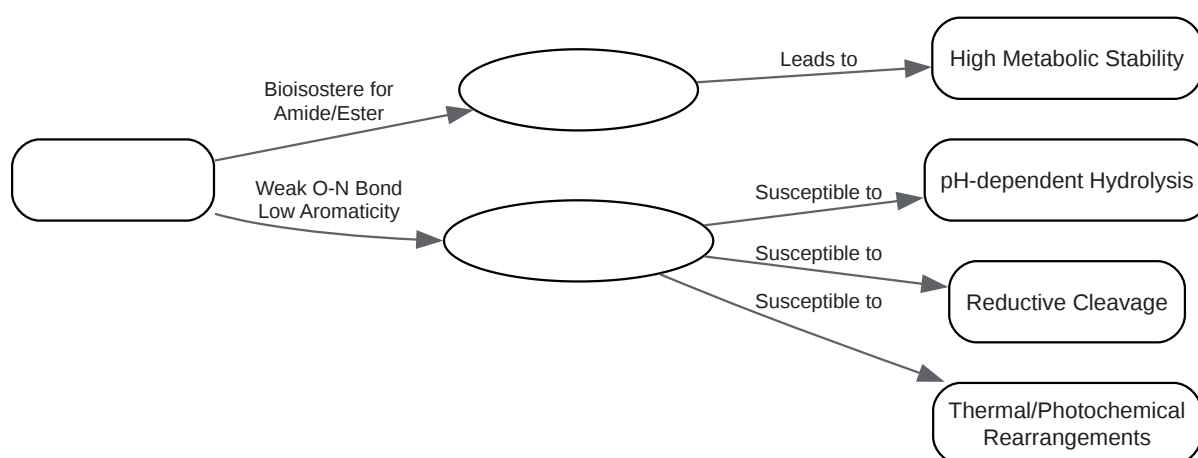 Leads to
High Metabolic Stability
Bioisostere for
Amide/Ester
Weak O-N Bond
Low Aromaticity
Susceptible to
pH-dependent Hydrolysis
Susceptible to
Reductive Cleavage
Susceptible to
Thermal/Photochemical
Rearrangements